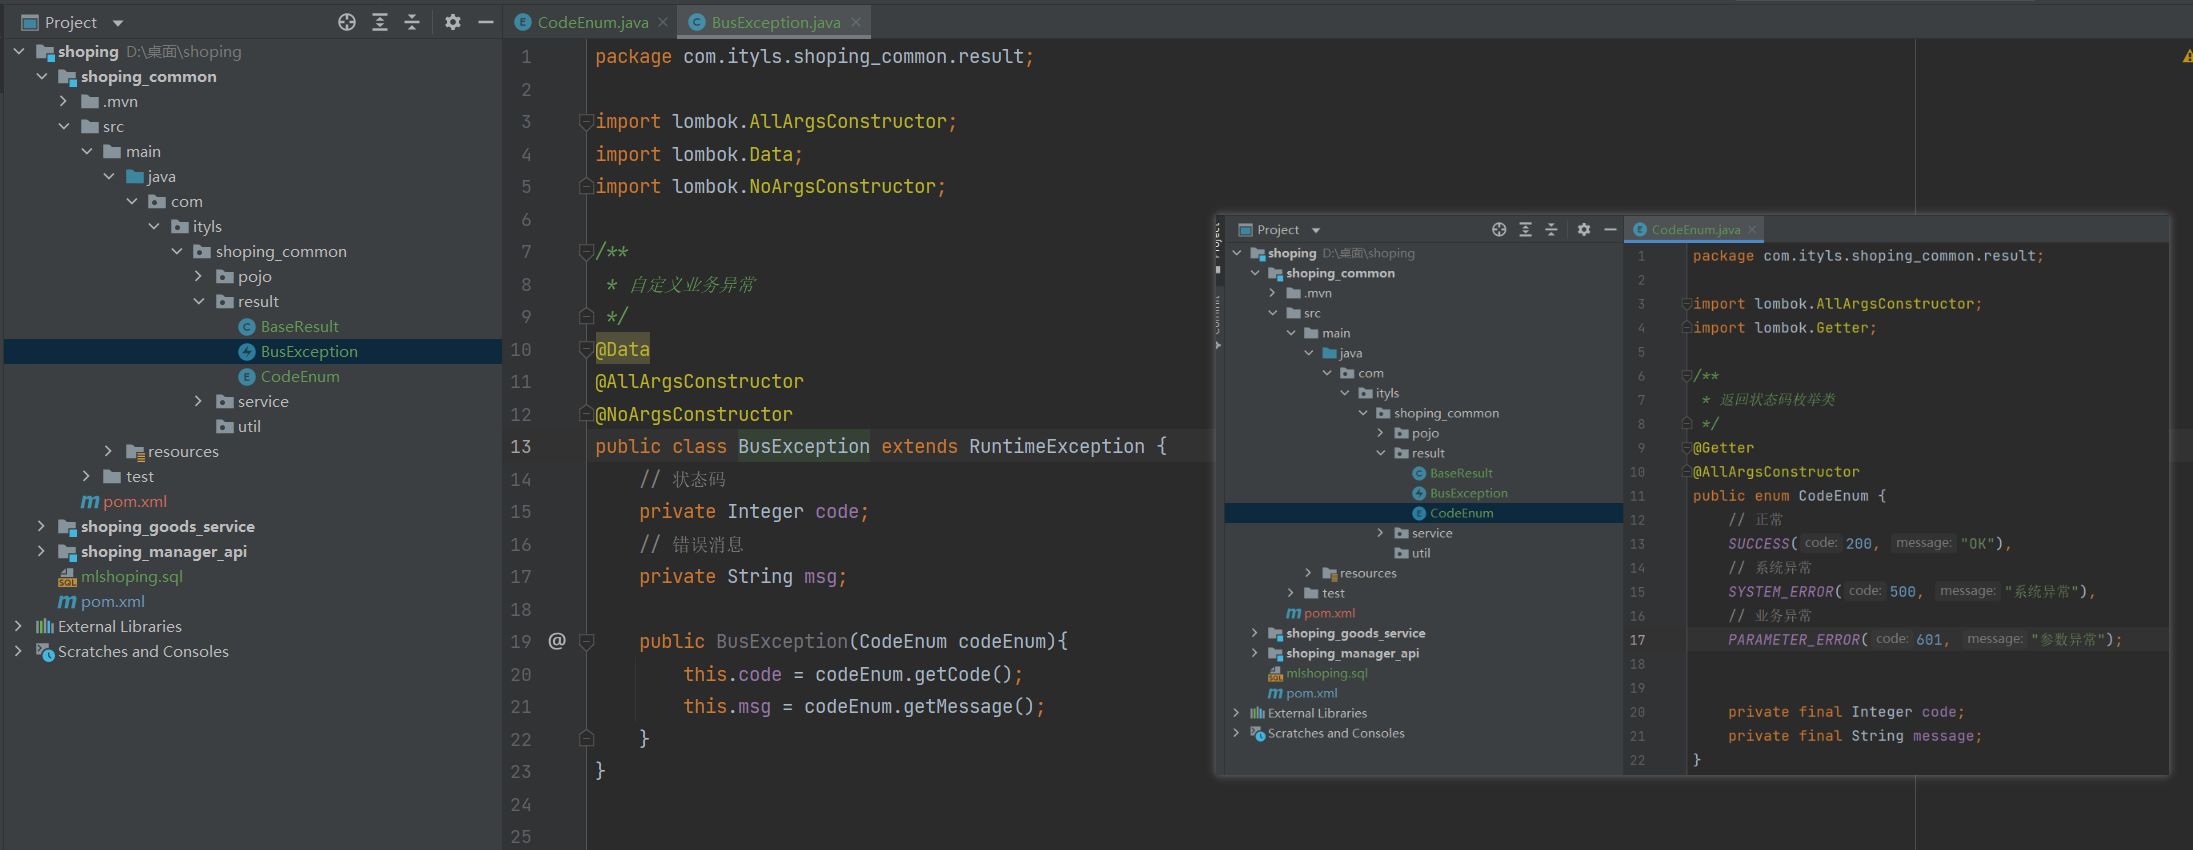 Project
shoping D:\桌面\shoping
shoping_common
.mvn
src
main
java
com
ityls
shoping_common
pojo
result
BaseResult
BusException
CodeEnum
service
util
resources
test
pom.xml
shoping_goods_service
shoping_manager_api
mlshoping.sql
pom.xml
External Libraries
Scratches and Consoles
CodeEnum.java
BusException.java
1 package com.ityls.shoping_common.result;
2
3 import lombok.AllArgsConstructor;
4 import lombok.Data;
5 import lombok.NoArgsConstructor;
6
7 /**
8 * 自定义业务异常
9 */
10 @Data
11 @AllArgsConstructor
12 @NoArgsConstructor
13 public class BusException extends RuntimeException {
14 // 状态码
15 private Integer code;
16 // 错误消息
17 private String msg;
18
19 @ public BusException(CodeEnum codeEnum){
20 this.code = codeEnum.getCode();
21 this.msg = codeEnum.getMessage();
22 }
23 }
24
25
Project
shoping D:\桌面\shoping
shoping_common
.mvn
src
main
java
com
ityls
shoping_common
pojo
result
BaseResult
BusException
CodeEnum
service
util
resources
test
pom.xml
shoping_goods_service
shoping_manager_api
mlshoping.sql
pom.xml
External Libraries
Scratches and Consoles
CodeEnum.java
1 package com.ityls.shoping_common.result;
2
3 import lombok.AllArgsConstructor;
4 import lombok.Getter;
5
6 /**
7 * 返回状态码枚举类
8 */
9 @Getter
10 @AllArgsConstructor
11 public enum CodeEnum {
12 // 正常
13 SUCCESS( code: 200, message: "OK"),
14 // 系统异常
15 SYSTEM_ERROR( code: 500, message: "系统异常"),
16 // 业务异常
17 PARAMETER_ERROR( code: 601, message: "参数异常");
18
19
20 private final Integer code;
21 private final String message;
22 }